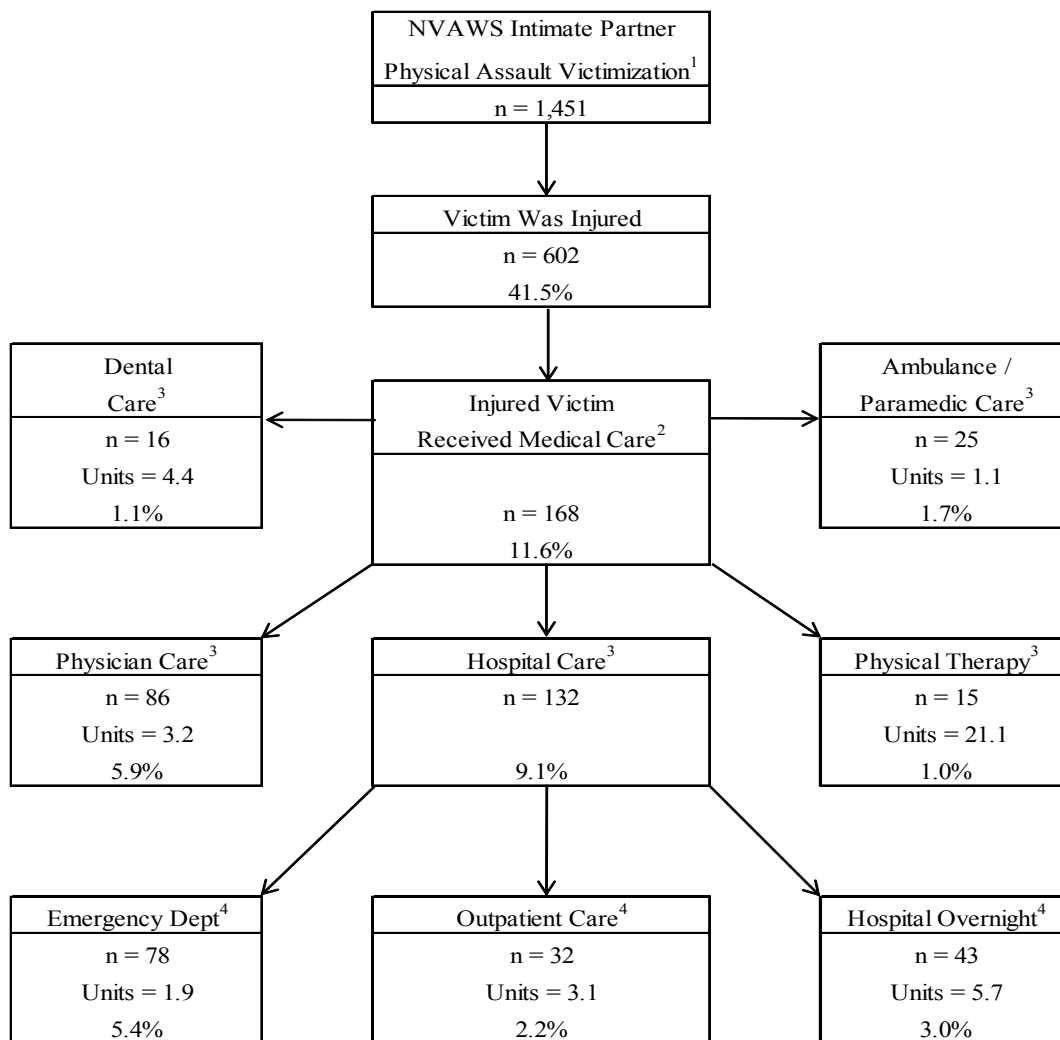 NVAWS Intimate Partner
Physical Assault Victimization1
n = 1,451
Victim Was Injured
n = 602
41.5%
Dental
Care3
n = 16
Units = 4.4
1.1%
Injured Victim
Received Medical Care2
n = 168
11.6%
Ambulance /
Paramedic Care3
n = 25
Units = 1.1
1.7%
Physician Care3
n = 86
Units = 3.2
5.9%
Hospital Care3
n = 132
9.1%
Physical Therapy3
n = 15
Units = 21.1
1.0%
Emergency Dept4
n = 78
Units = 1.9
5.4%
Outpatient Care4
n = 32
Units = 3.1
2.2%
Hospital Overnight4
n = 43
Units = 5.7
3.0%